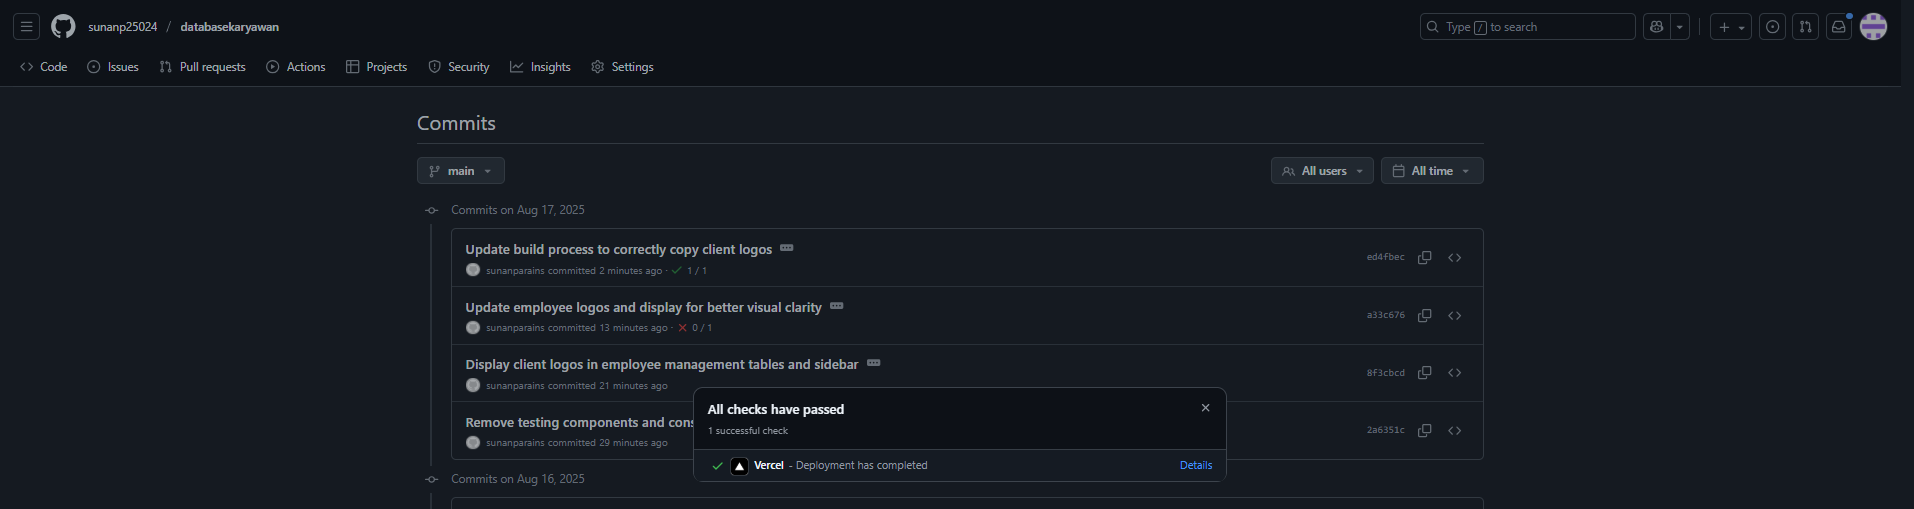 sunanp25024 / databasekaryawan
Type / to search
Code Issues Pull requests Actions Projects Security Insights Settings
Commits
main
All users
All time
Commits on Aug 17, 2025
Update build process to correctly copy client logos
sunanparains committed 2 minutes ago · 1 / 1
ed4fbec
Update employee logos and display for better visual clarity
sunanparains committed 13 minutes ago · 0 / 1
a33c676
Display client logos in employee management tables and sidebar
sunanparains committed 21 minutes ago
8f3cbcd
Remove testing components and cons
sunanparains committed 29 minutes ago
2a6351c
All checks have passed
1 successful check
Vercel - Deployment has completed
Details
Commits on Aug 16, 2025